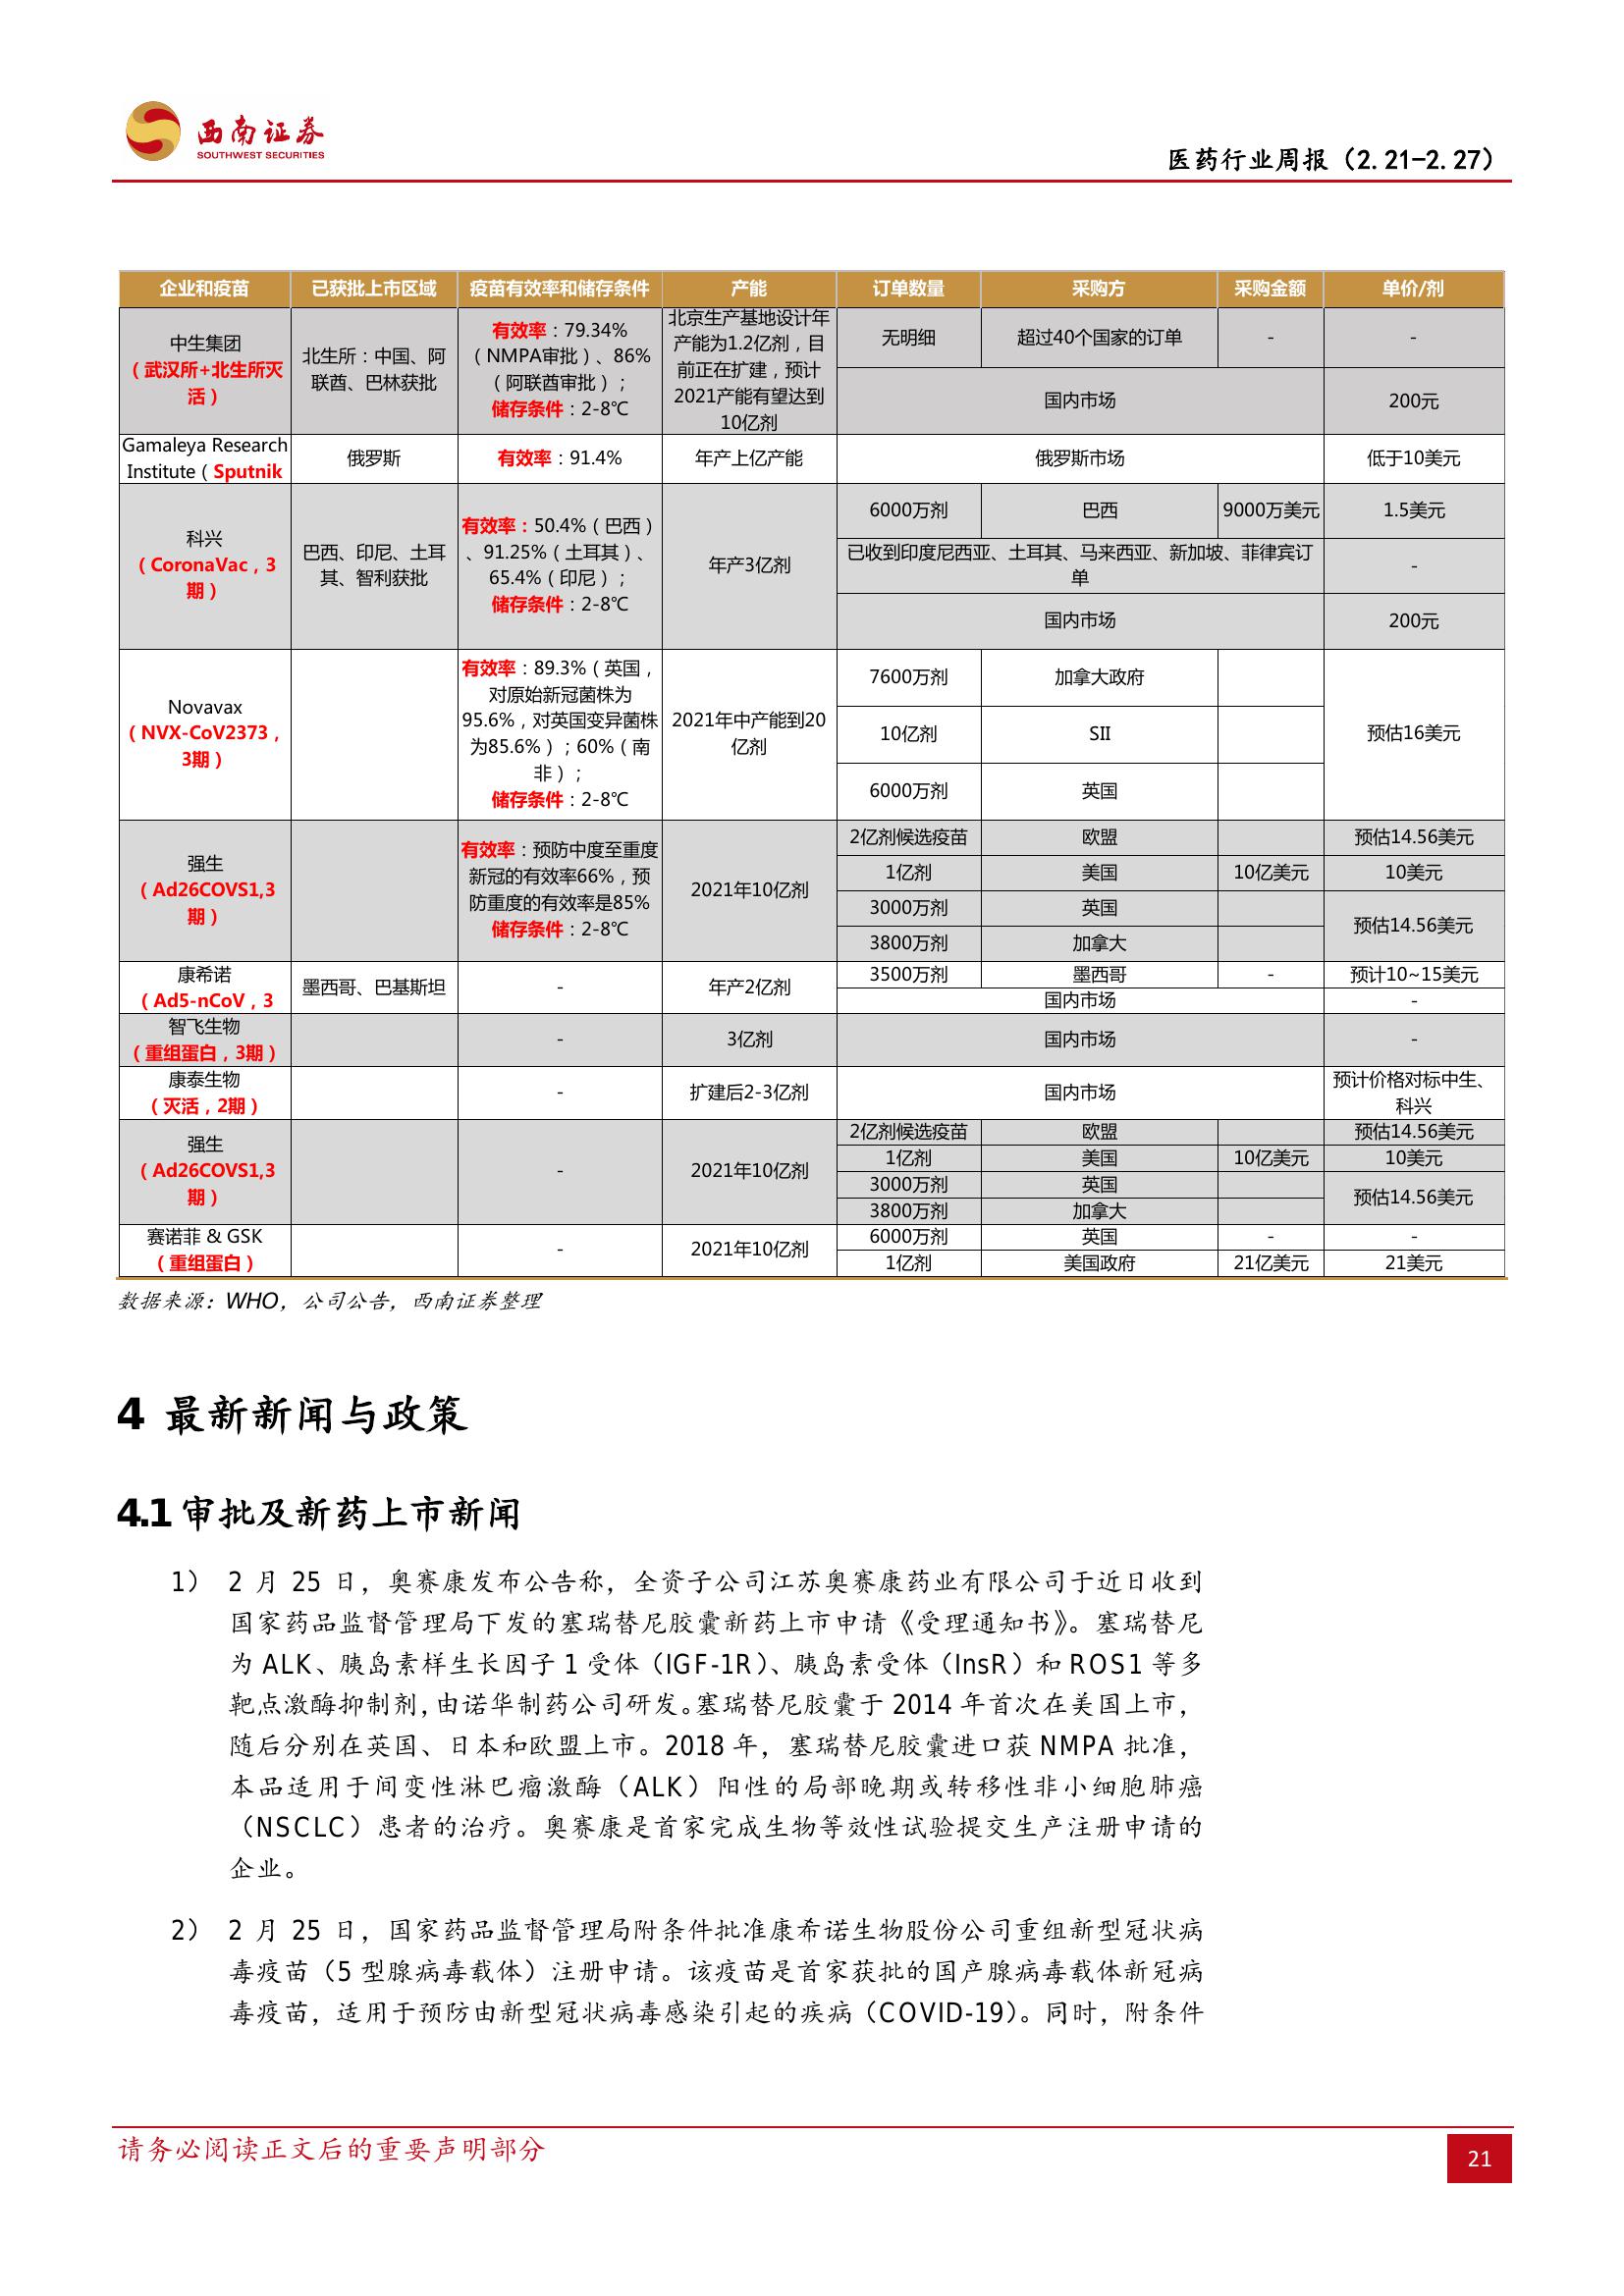 西南证券
SOUTHWEST SECURITIES
医药行业周报（2.21-2.27）
企业和疫苗 已获批上市区域 疫苗有效率和储存条件 产能 订单数量 采购方 采购金额 单价/剂
中生集团
（武汉所+北生所灭
活）
北生所：中国、阿
联酋、巴林获批
有效率：79.34%
（NMPA审批）、86%
（阿联酋审批）；
储存条件：2-8℃
北京生产基地设计年
产能为1.2亿剂，目
前正在扩建，预计
2021产能有望达到
10亿剂
无明细 超过40个国家的订单 - -
国内市场 200元
Gamaleya Research
Institute（Sputnik
俄罗斯 有效率：91.4% 年产上亿产能 俄罗斯市场 低于10美元
科兴
（CoronaVac，3
期）
巴西、印尼、土耳
其、智利获批
有效率：50.4%（巴西）
、91.25%（土耳其）、
65.4%（印尼）；
储存条件：2-8℃
年产3亿剂
6000万剂 巴西 9000万美元 1.5美元
已收到印度尼西亚、土耳其、马来西亚、新加坡、菲律宾订
单
-
国内市场 200元
Novavax
（NVX-CoV2373，
3期）
有效率：89.3%（英国，
对原始新冠菌株为
95.6%，对英国变异菌株
为85.6%）；60%（南
非）；
储存条件：2-8℃
2021年中产能到20
亿剂
7600万剂 加拿大政府
10亿剂 SII
6000万剂 英国
预估16美元
强生
（Ad26COVS1,3
期）
有效率：预防中度至重度
新冠的有效率66%，预
防重度的有效率是85%
储存条件：2-8℃
2021年10亿剂
2亿剂候选疫苗 欧盟 预估14.56美元
1亿剂 美国 10亿美元 10美元
3000万剂 英国
3800万剂 加拿大
预估14.56美元
康希诺
（Ad5-nCoV，3
墨西哥、巴基斯坦 - 年产2亿剂
3500万剂 墨西哥 - 预计10~15美元
国内市场 -
智飞生物
（重组蛋白，3期）
- 3亿剂 国内市场 -
康泰生物
（灭活，2期）
- 扩建后2-3亿剂 国内市场
预计价格对标中生、
科兴
强生
（Ad26COVS1,3
期）
- 2021年10亿剂
2亿剂候选疫苗 欧盟 预估14.56美元
1亿剂 美国 10亿美元 10美元
3000万剂 英国
3800万剂 加拿大
预估14.56美元
赛诺菲 & GSK
（重组蛋白）
- 2021年10亿剂
6000万剂 英国 - -
1亿剂 美国政府 21亿美元 21美元
数据来源：WHO，公司公告，西南证券整理
4 最新新闻与政策
4.1 审批及新药上市新闻
1） 2 月 25 日，奥赛康发布公告称，全资子公司江苏奥赛康药业有限公司于近日收到
国家药品监督管理局下发的塞瑞替尼胶囊新药上市申请《受理通知书》。塞瑞替尼
为 ALK、胰岛素样生长因子 1 受体（IGF-1R）、胰岛素受体（InsR）和 ROS1 等多
靶点激酶抑制剂，由诺华制药公司研发。塞瑞替尼胶囊于 2014 年首次在美国上市，
随后分别在英国、日本和欧盟上市。2018 年，塞瑞替尼胶囊进口获 NMPA 批准，
本品适用于间变性淋巴瘤激酶（ALK）阳性的局部晚期或转移性非小细胞肺癌
（NSCLC）患者的治疗。奥赛康是首家完成生物等效性试验提交生产注册申请的
企业。
2） 2 月 25 日，国家药品监督管理局附条件批准康希诺生物股份公司重组新型冠状病
毒疫苗（5 型腺病毒载体）注册申请。该疫苗是首家获批的国产腺病毒载体新冠病
毒疫苗，适用于预防由新型冠状病毒感染引起的疾病（COVID-19）。同时，附条件
请务必阅读正文后的重要声明部分
21